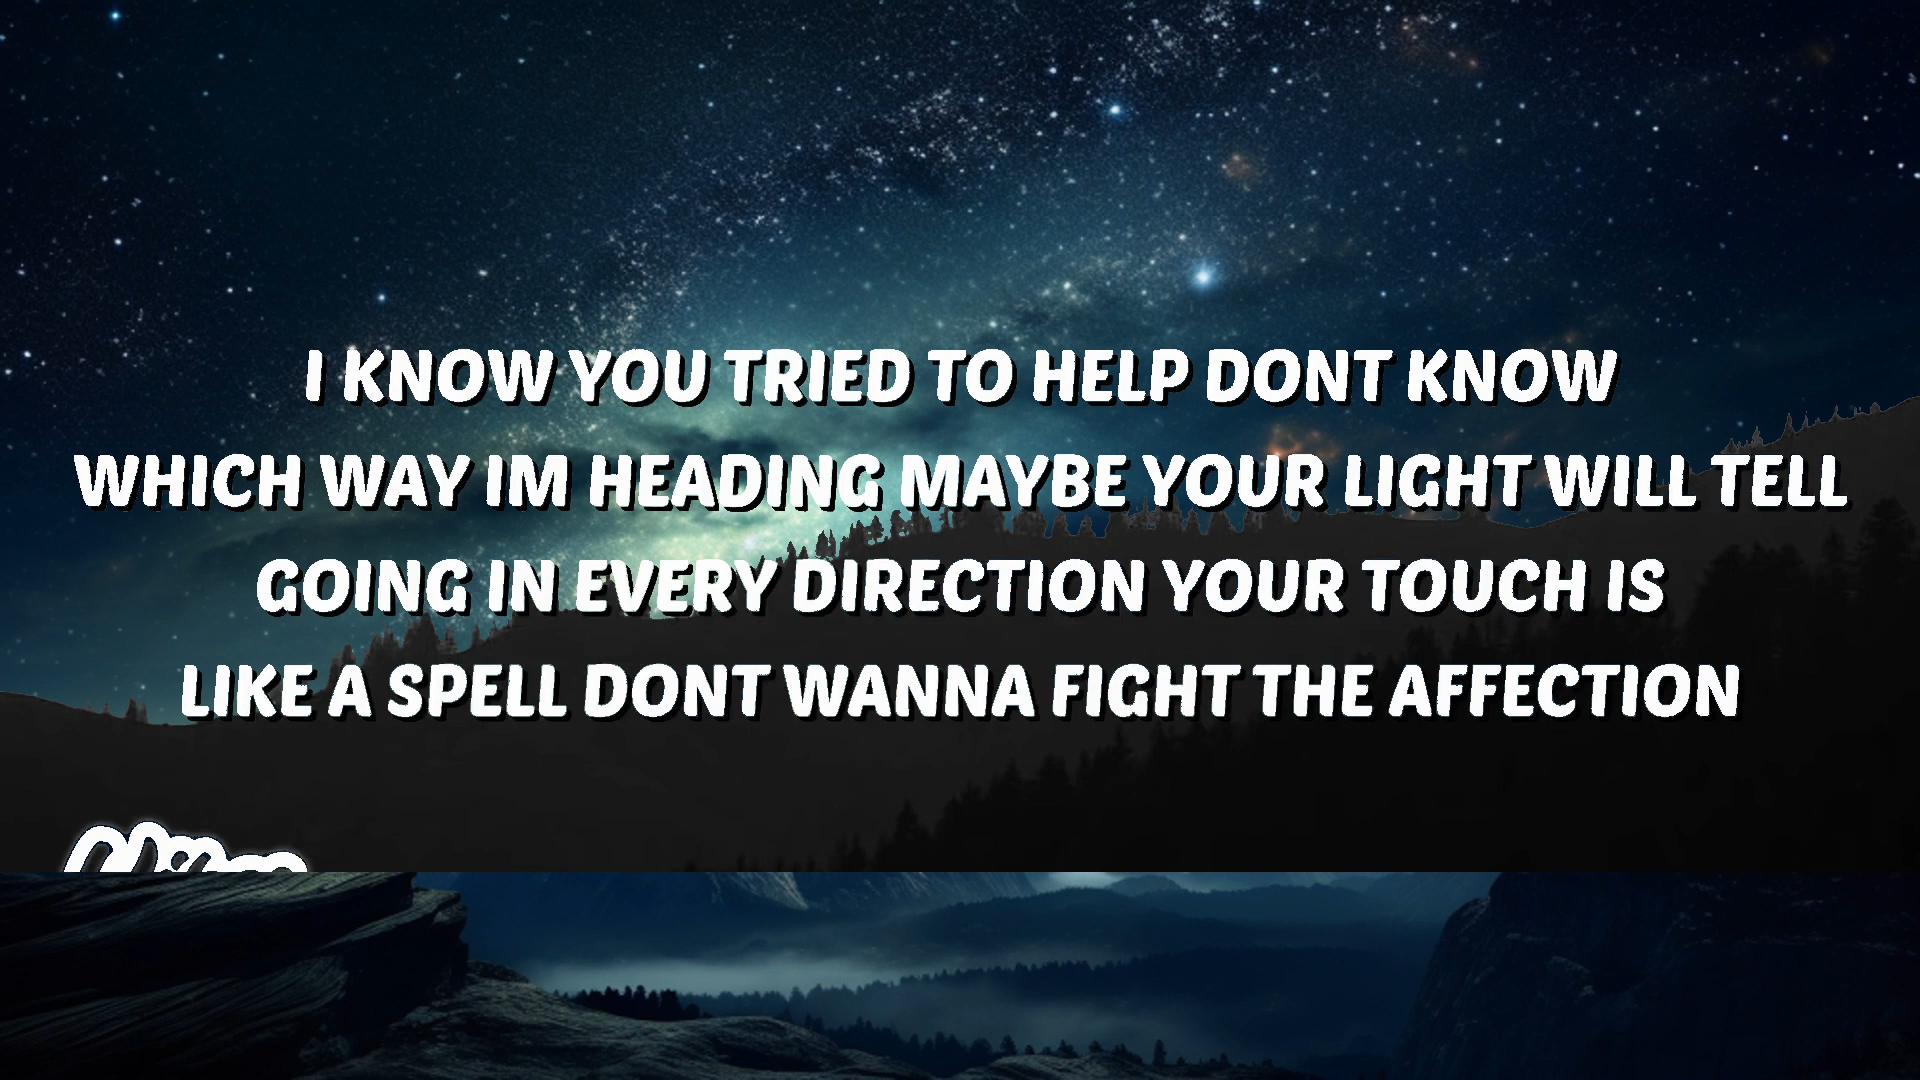 I KNOW YOU TRIED TO HELP DONT KNOW
WHICH WAY IM HEADING MAYBE YOUR LIGHT WILL TELL
GOING IN EVERY DIRECTION YOUR TOUCH IS
LIKE A SPELL DONT WANNA FIGHT THE AFFECTION